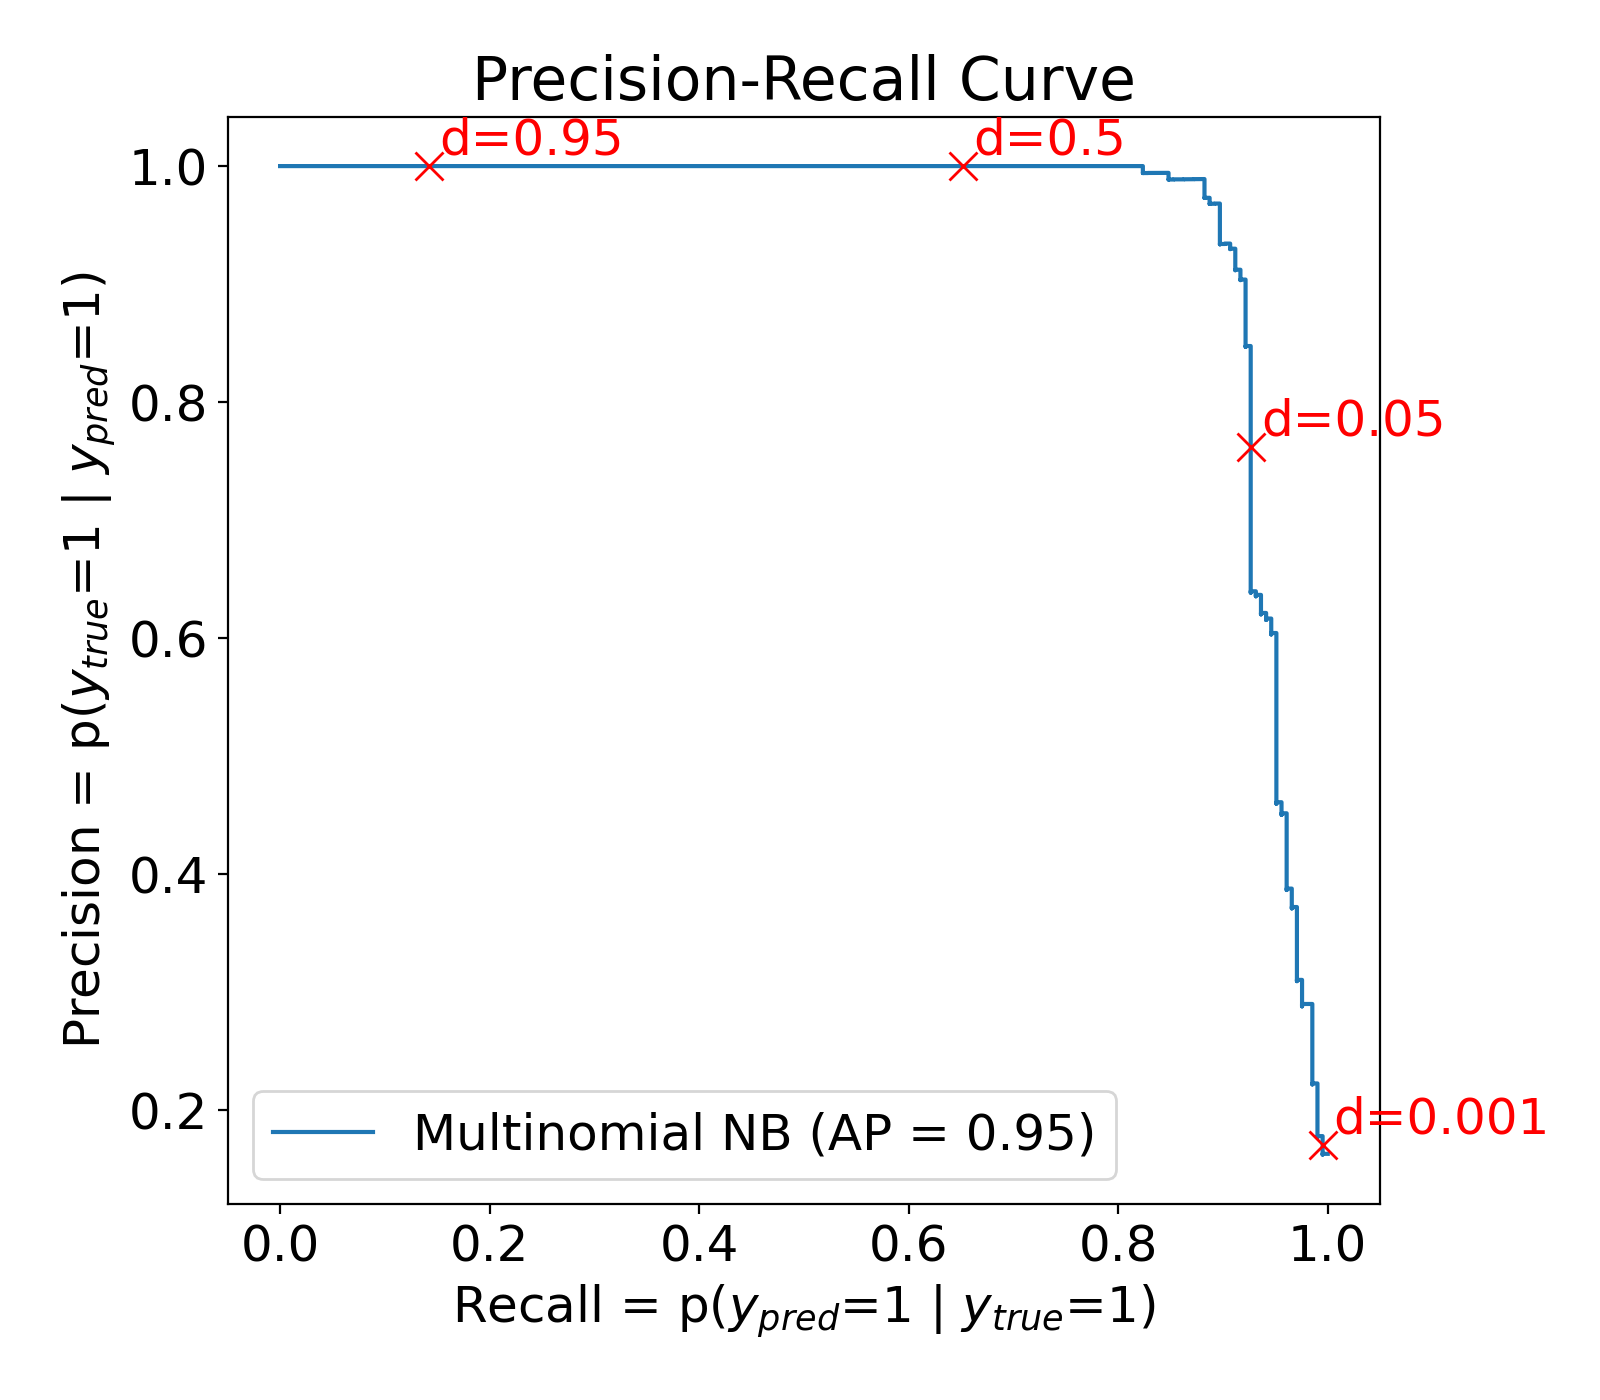 Precision-Recall Curve
d=0.95
d=0.5
d=0.05
d=0.001
1.0
0.8
0.6
0.4
0.2
Precision = p(y_true=1 | y_pred=1)
Multinomial NB (AP = 0.95)
0.0 0.2 0.4 0.6 0.8 1.0
Recall = p(y_pred=1 | y_true=1)